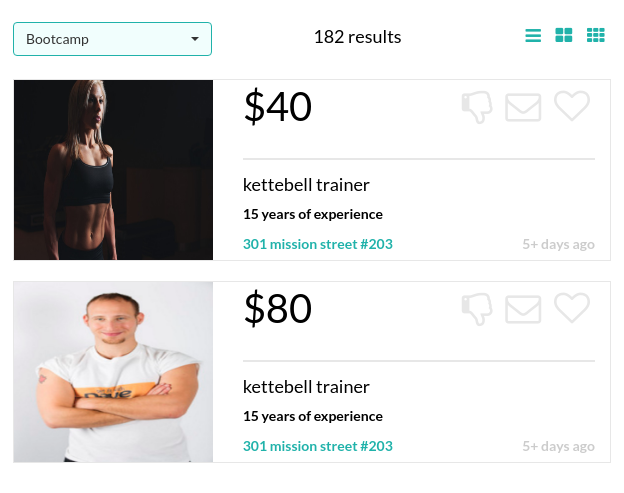 Bootcamp
182 results
$40
kettebell trainer
15 years of experience
301 mission street #203
5+ days ago
$80
kettebell trainer
15 years of experience
301 mission street #203
5+ days ago